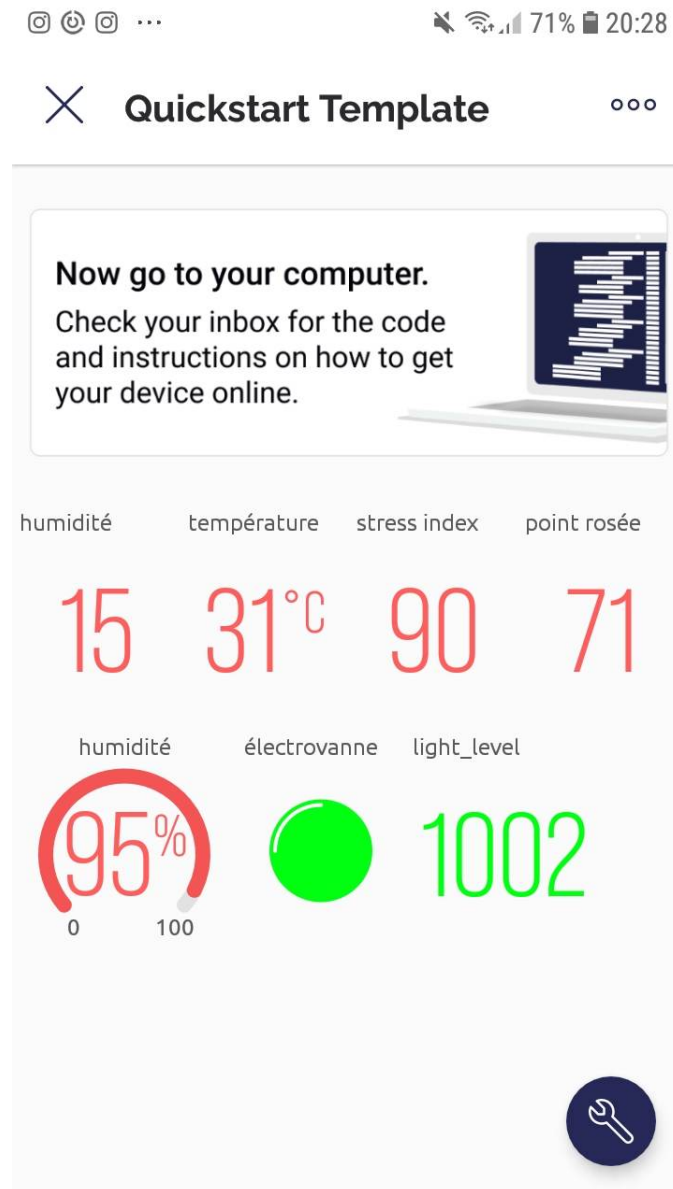 71% 20:28
Quickstart Template
Now go to your computer.
Check your inbox for the code
and instructions on how to get
your device online.
humidité température stress index point rosée
15 31°C 90 71
humidité électrovanne light_level
95% 1002
0 100